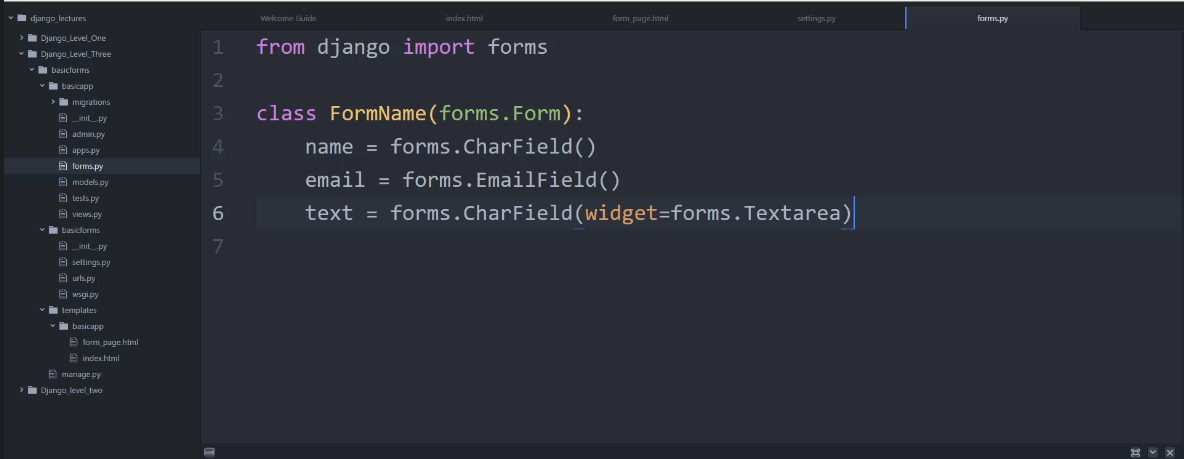 django_lectures
Welcome Guide
index.html
form_page.html
settings.py
forms.py
Django_Level_One
Django_Level_Three
basicforms
basicapp
migrations
__init__.py
admin.py
apps.py
forms.py
models.py
tests.py
views.py
basicforms
__init__.py
settings.py
urls.py
wsgi.py
templates
basicapp
form_page.html
index.html
manage.py
Django_level_two
1 from django import forms
2
3 class FormName(forms.Form):
4 name = forms.CharField()
5 email = forms.EmailField()
6 text = forms.CharField(widget=forms.Textarea)
7